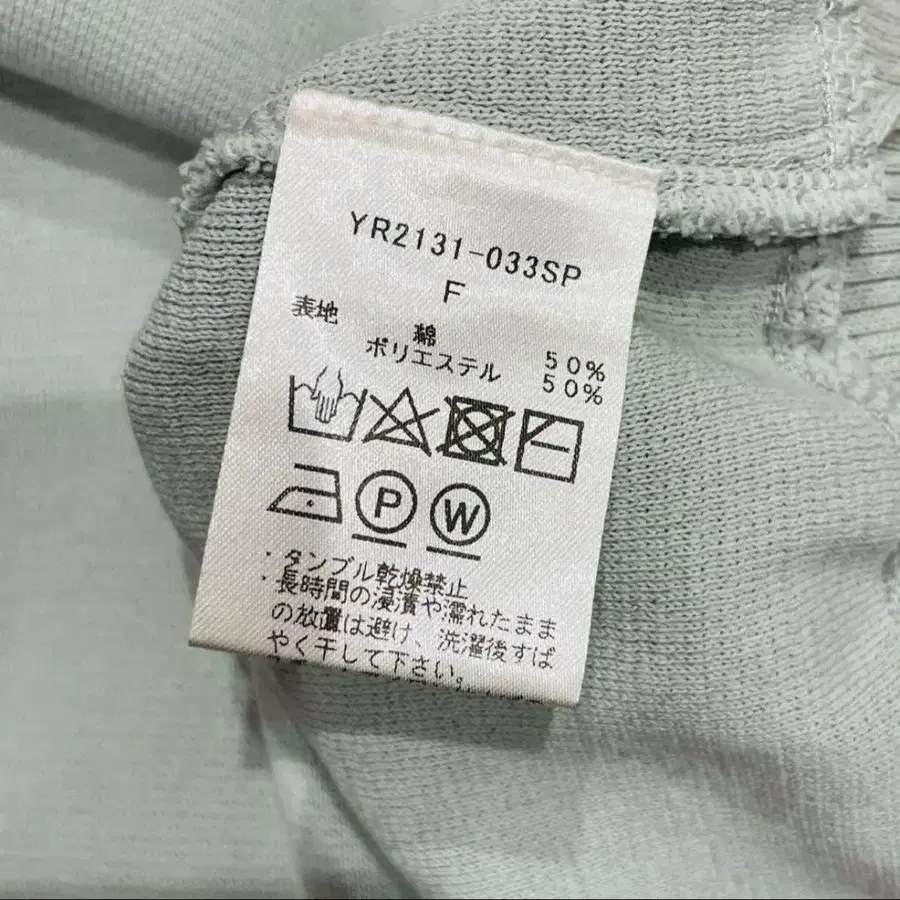 YR2131-033SP
F
表地 綿 50%
ポリエステル 50%
P W
・タンブル乾燥禁止
・長時間の浸漬や濡れたまま
の放置は避け、洗濯後すば
やく干して下さい。